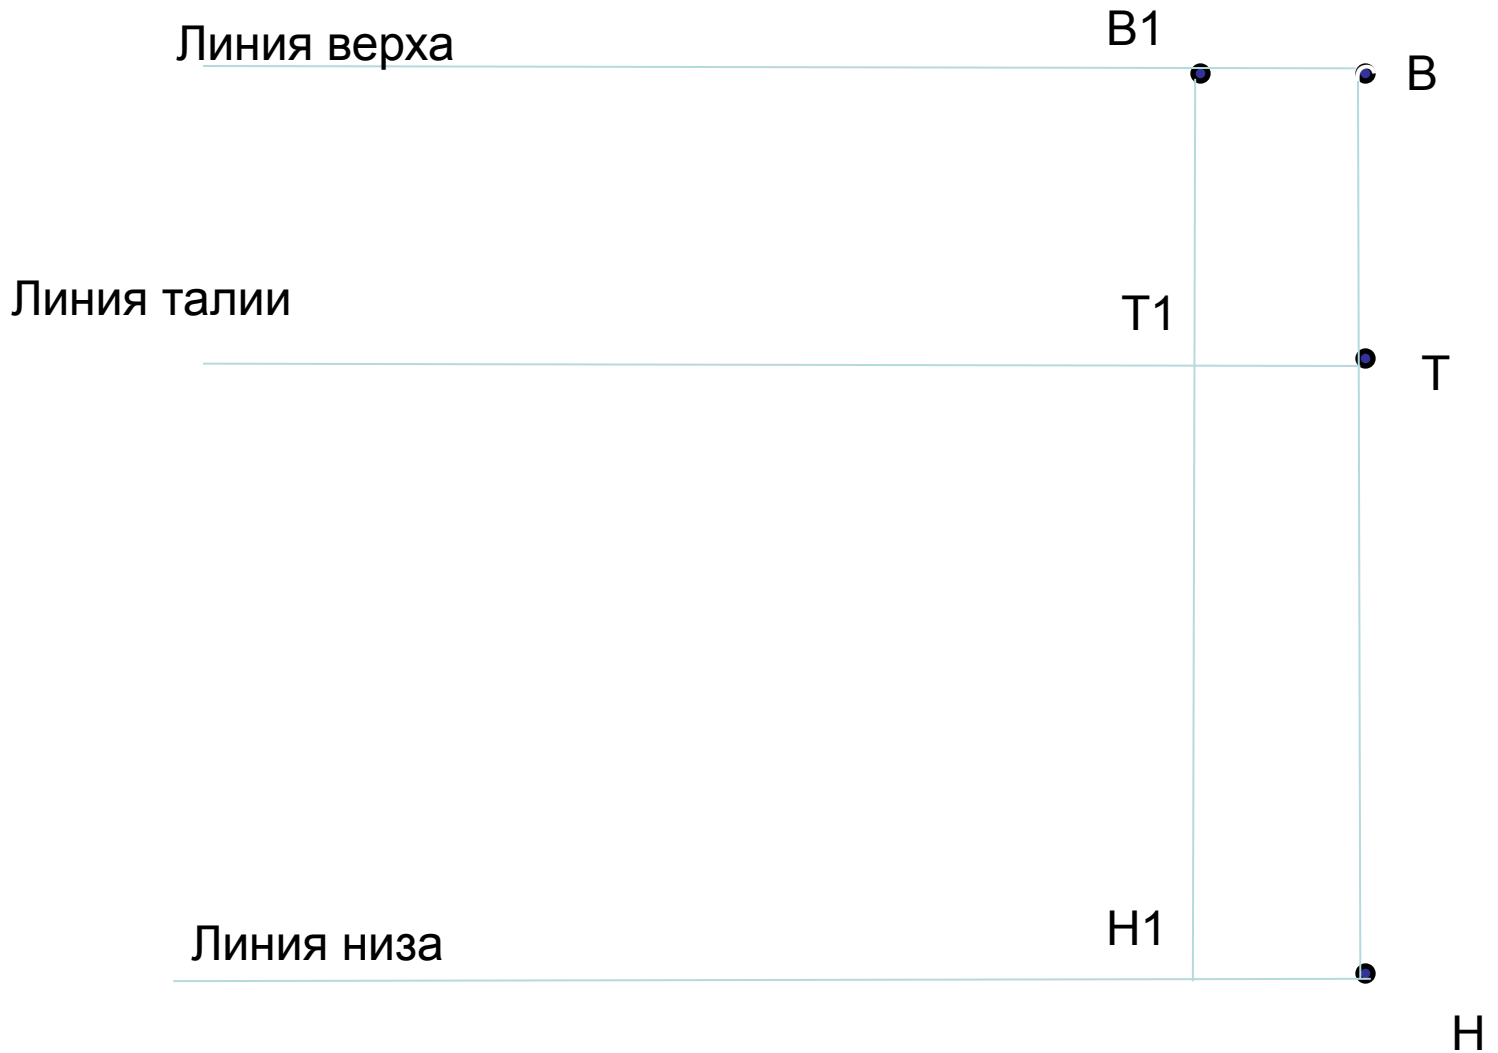 В1
Линия верха
В
Линия талии
Т1
Т
Н1
Линия низа
Н